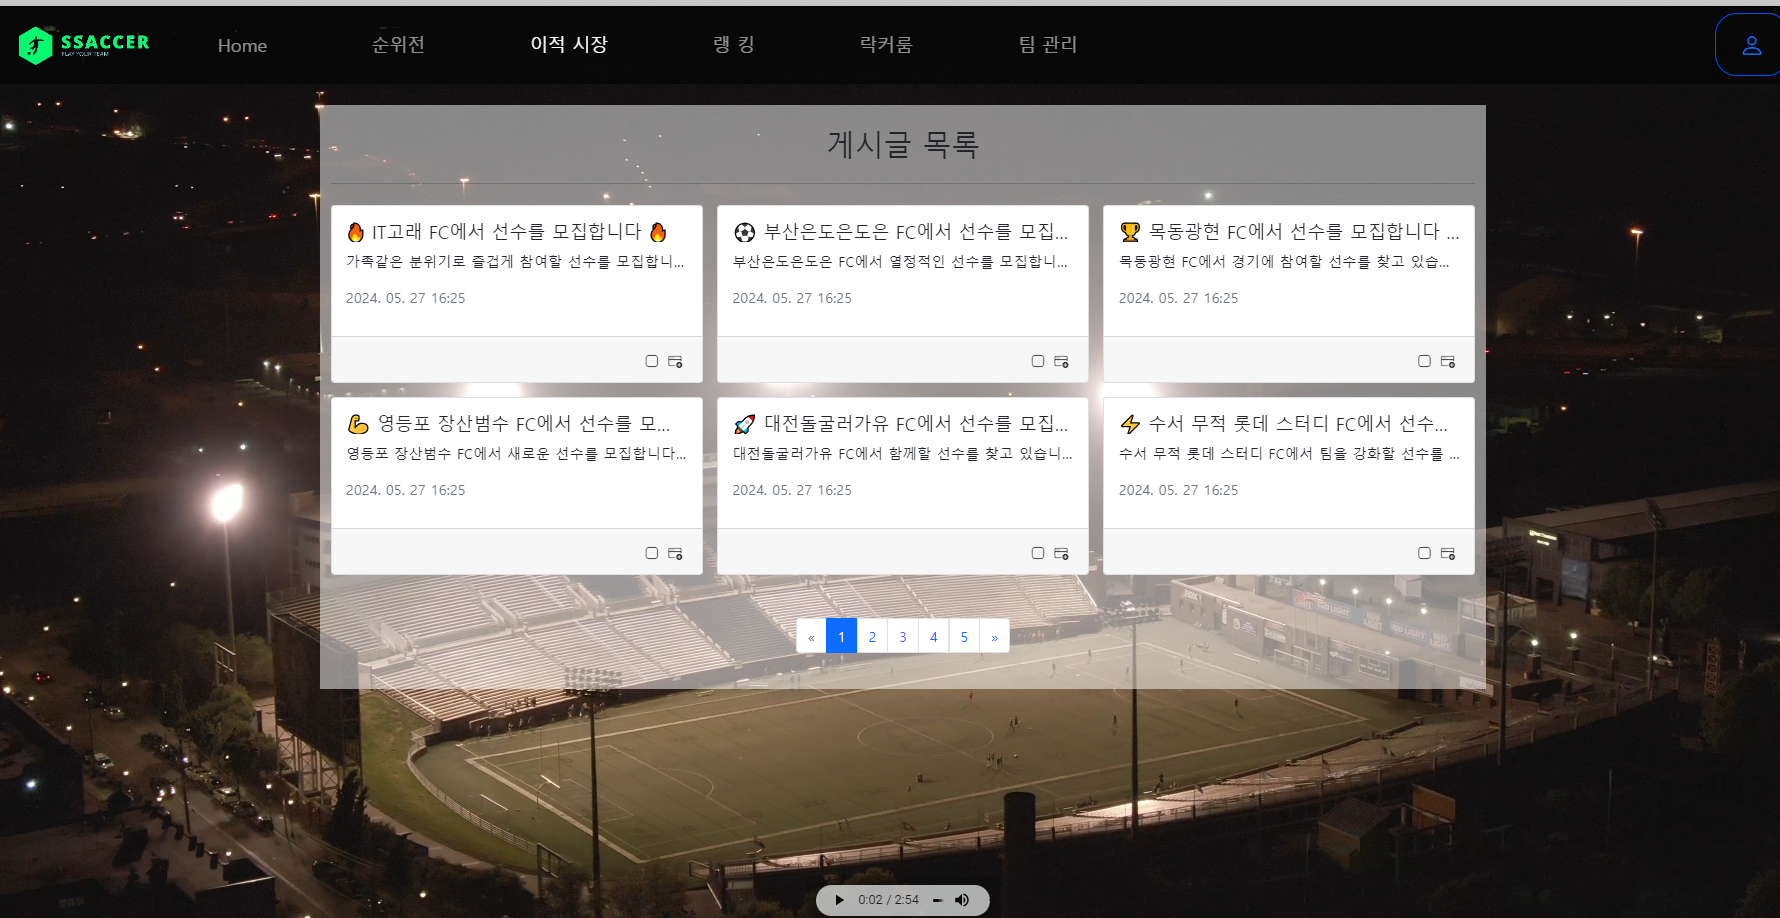 SSACCER
PLAY YOUR TEAM
Home
순위전
이적 시장
랭 킹
락커룸
팀 관리
게시글 목록
🔥 IT고래 FC에서 선수를 모집합니다 🔥
가족같은 분위기로 즐겁게 참여할 선수를 모집합니...
2024. 05. 27 16:25
⚽ 부산은도은도은 FC에서 선수를 모집...
부산은도은도은 FC에서 열정적인 선수를 모집합니...
2024. 05. 27 16:25
🏆 목동광현 FC에서 선수를 모집합니다 ...
목동광현 FC에서 경기에 참여할 선수를 찾고 있습...
2024. 05. 27 16:25
💪 영등포 장산범수 FC에서 선수를 모...
영등포 장산범수 FC에서 새로운 선수를 모집합니다...
2024. 05. 27 16:25
🚀 대전돌굴러가유 FC에서 선수를 모집...
대전돌굴러가유 FC에서 함께할 선수를 찾고 있습니...
2024. 05. 27 16:25
⚡ 수서 무적 롯데 스터디 FC에서 선수...
수서 무적 롯데 스터디 FC에서 팀을 강화할 선수를 ...
2024. 05. 27 16:25
« 1 2 3 4 5 »
BUD LIGHT
0:02 / 2:54